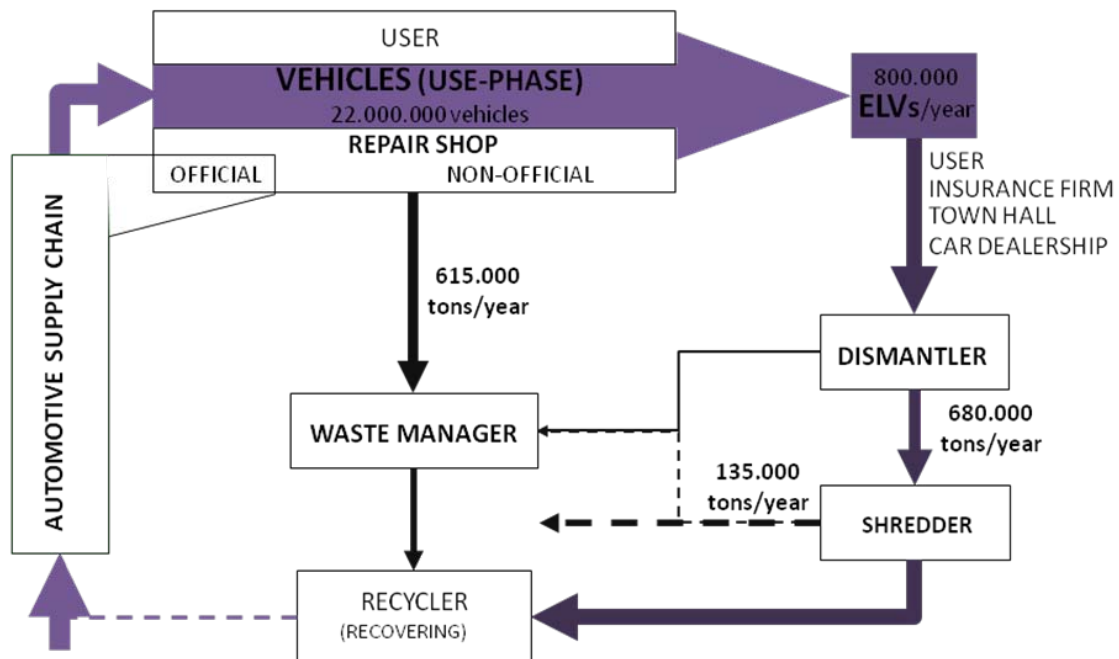 USER
VEHICLES (USE-PHASE)
22.000.000 vehicles
REPAIR SHOP
OFFICIAL
NON-OFFICIAL
800.000
ELVs/year
USER
INSURANCE FIRM
TOWN HALL
CAR DEALERSHIP
AUTOMOTIVE SUPPLY CHAIN
615.000
tons/year
DISMANTLER
WASTE MANAGER
680.000
tons/year
135.000
tons/year
SHREDDER
RECYCLER
(RECOVERING)